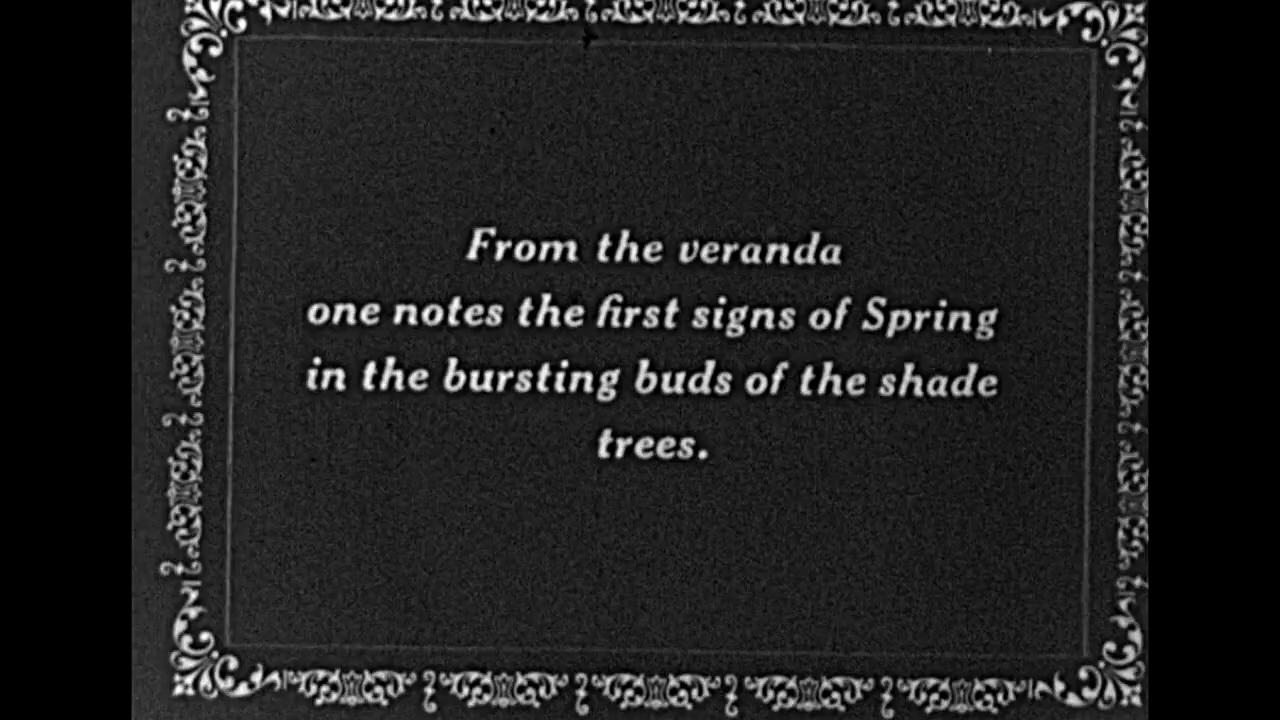 From the veranda
one notes the first signs of Spring
in the bursting buds of the shade
trees.